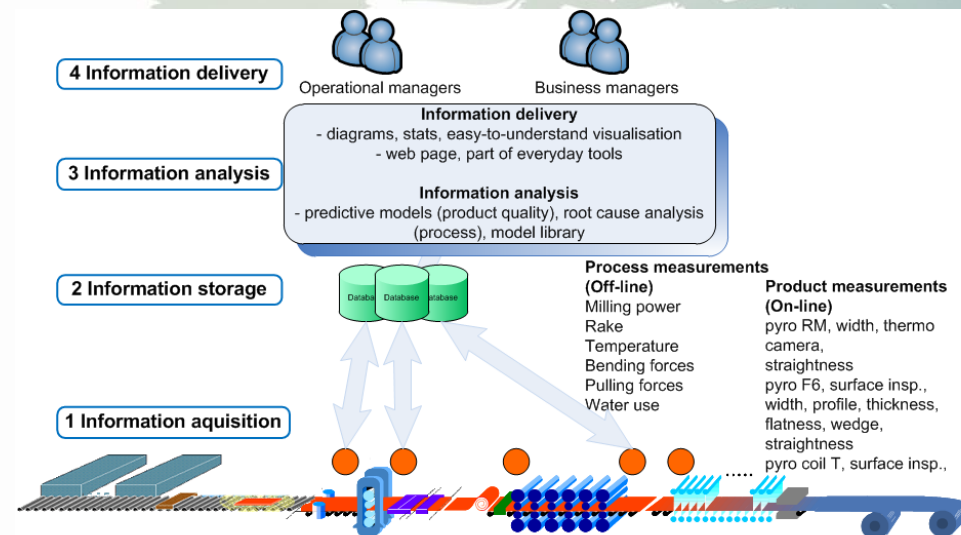 4 Information delivery
Operational managers
Business managers
Information delivery
- diagrams, stats, easy-to-understand visualisation
- web page, part of everyday tools
3 Information analysis
Information analysis
- predictive models (product quality), root cause analysis
(process), model library
2 Information storage
Database
Database
Database
Process measurements
(Off-line)
Milling power
Rake
Temperature
Bending forces
Pulling forces
Water use
Product measurements
(On-line)
pyro RM, width, thermo
camera,
straightness
pyro F6, surface insp.,
width, profile, thickness,
flatness, wedge,
straightness
pyro coil T, surface insp.,
1 Information aquisition
.....